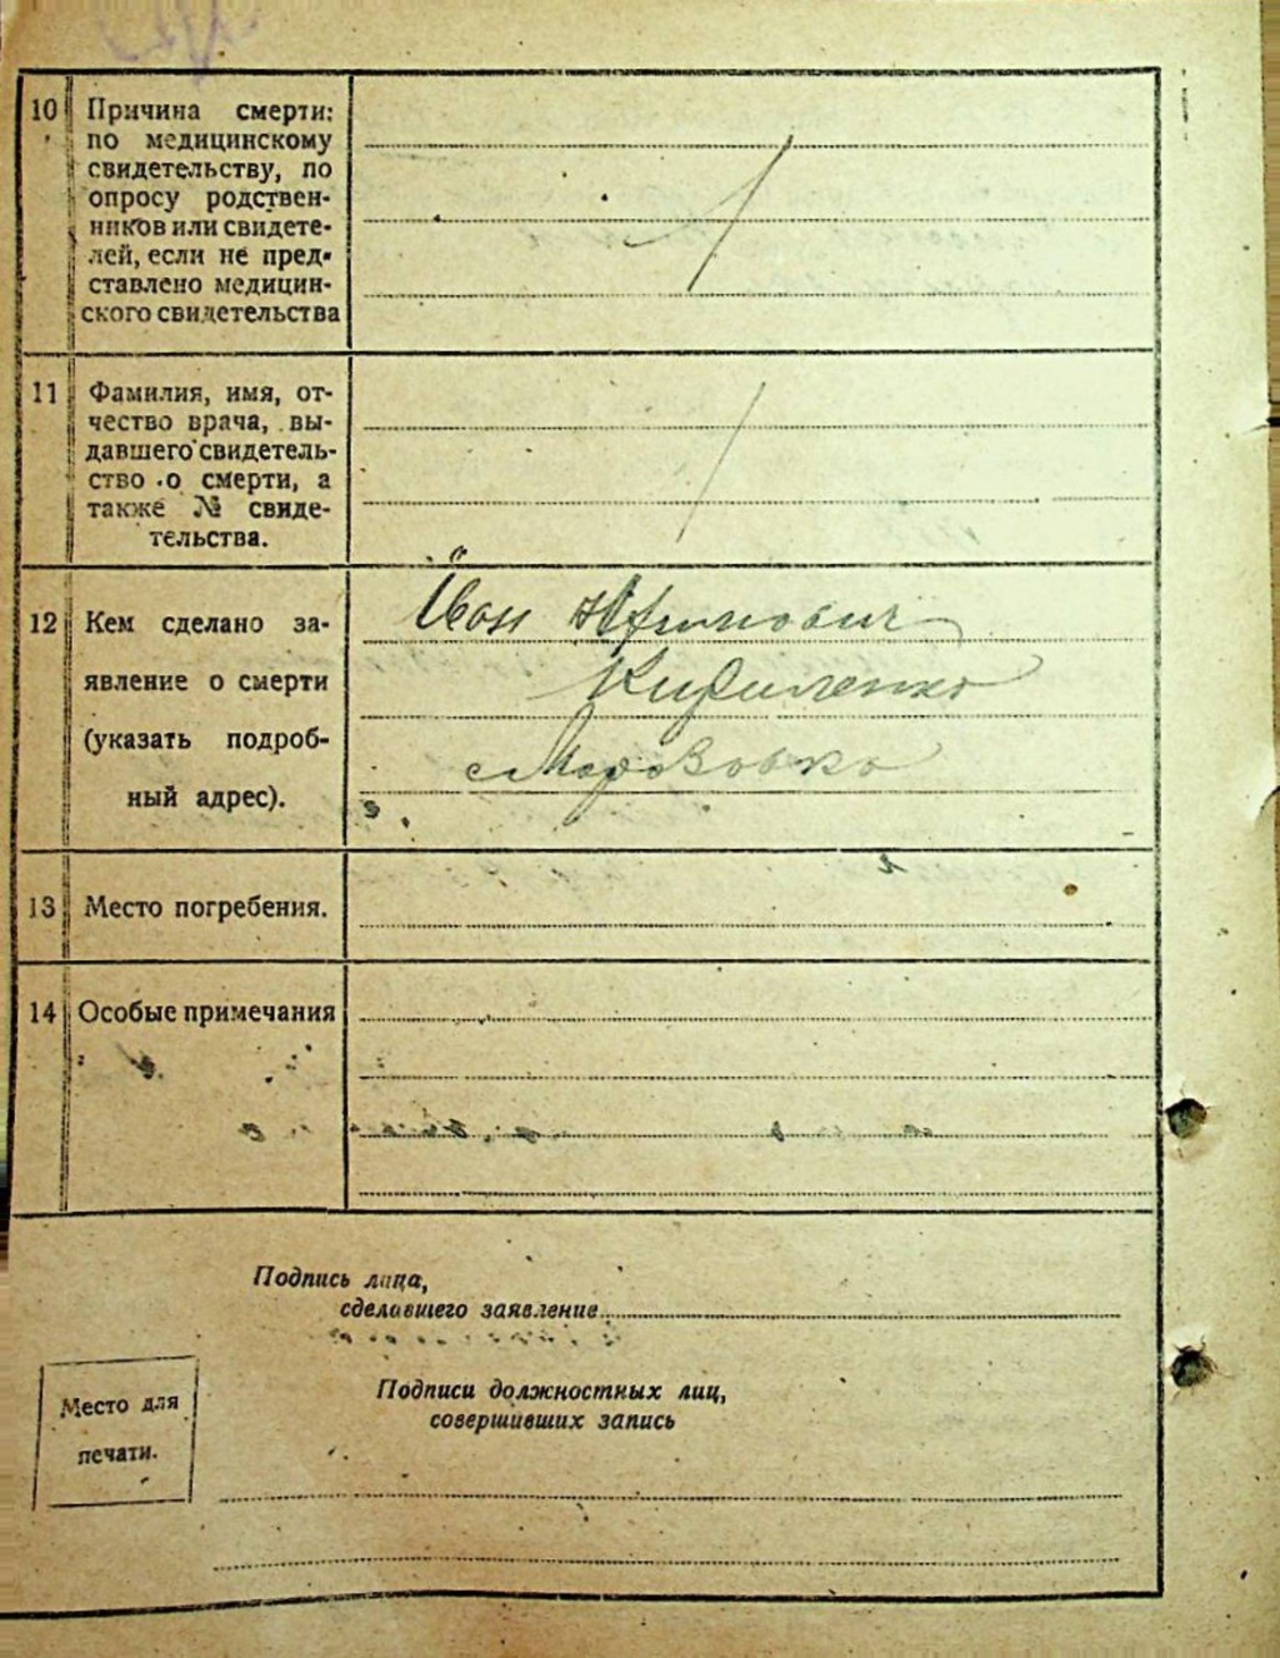 10 Причина смерти:
по медицинскому
свидетельству, по
опросу родствен-
ников или свидете-
лей, если не пред-
ставлено медицин-
ского свидетельства
11 Фамилия, имя, от-
чество врача, вы-
давшего свидетель-
ство о смерти, а
также № свиде-
тельства.
12 Кем сделано за-
явление о смерти
(указать подроб-
ный адрес).
Иван
Кириленко
13 Место погребения.
14 Особые примечания
Подпись лица,
сделавшего заявление
Подписи должностных лиц,
совершивших запись
Место для
печати.